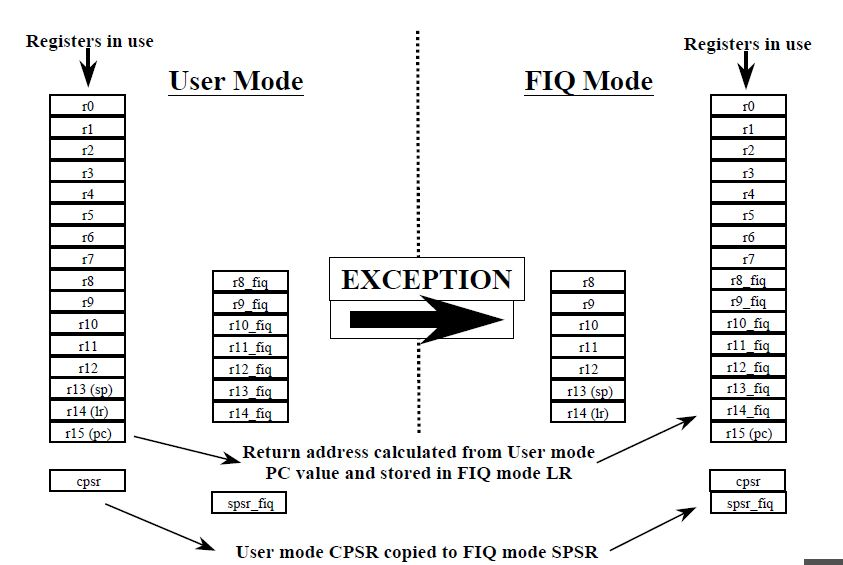 Registers in use
User Mode
r0
r1
r2
r3
r4
r5
r6
r7
r8
r9
r10
r11
r12
r13 (sp)
r14 (lr)
r15 (pc)
cpsr
r8_fiq
r9_fiq
r10_fiq
r11_fiq
r12_fiq
r13_fiq
r14_fiq
spsr_fiq
EXCEPTION
Registers in use
FIQ Mode
r8
r9
r10
r11
r12
r13 (sp)
r14 (lr)
r0
r1
r2
r3
r4
r5
r6
r7
r8_fiq
r9_fiq
r10_fiq
r11_fiq
r12_fiq
r13_fiq
r14_fiq
r15 (pc)
cpsr
spsr_fiq
Return address calculated from User mode
PC value and stored in FIQ mode LR
User mode CPSR copied to FIQ mode SPSR